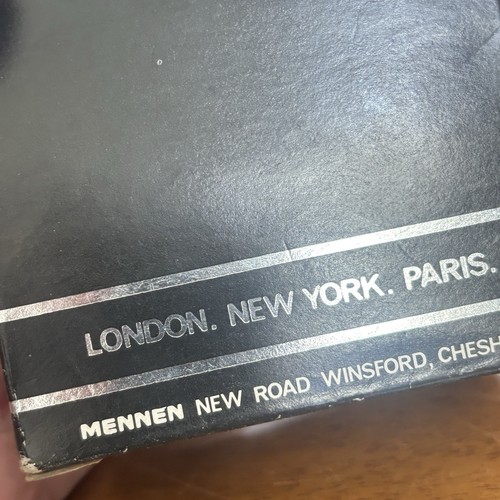 LONDON. NEW YORK. PARIS.
MENNEN NEW ROAD WINSFORD, CHESH